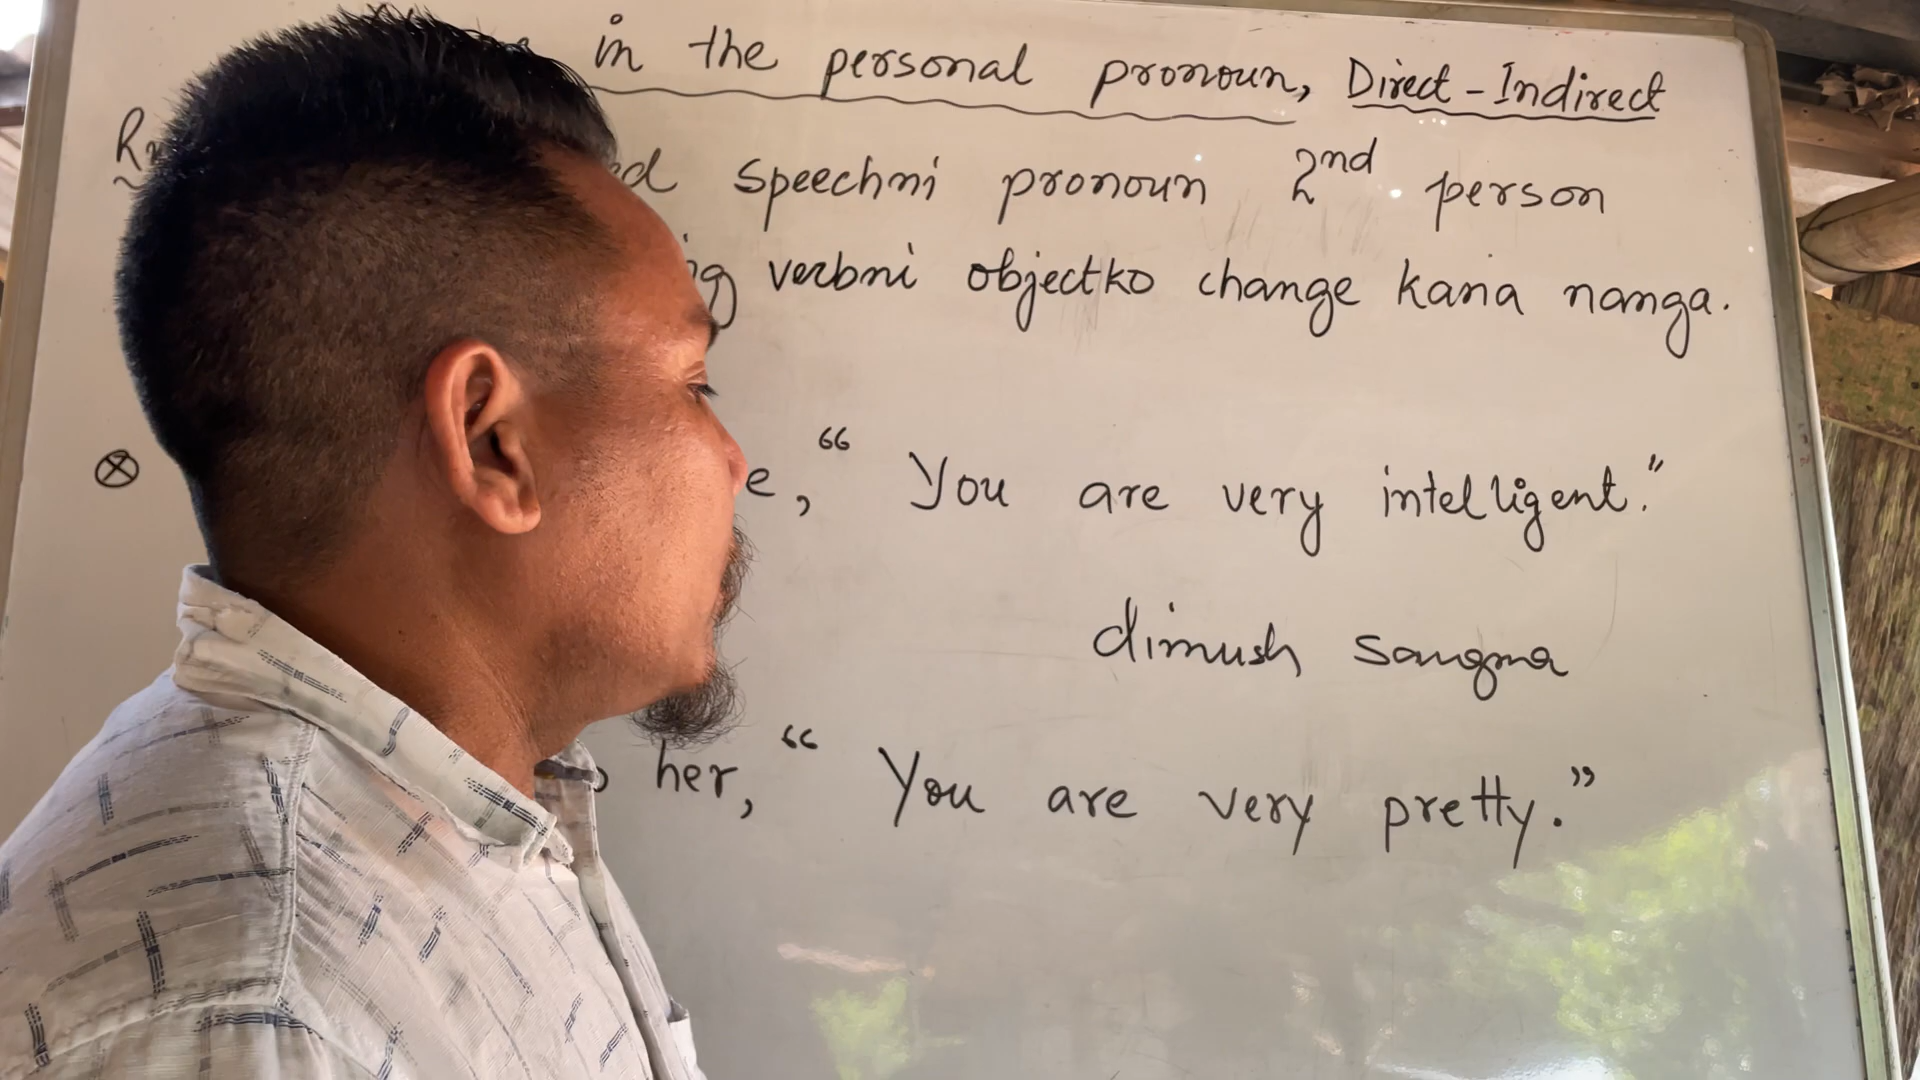 in the personal pronoun, Direct-Indirect
speechni pronoun 2nd person
verbni objectko change kana nanga.
“ You are very intelligent.”
dimush sangma
her, “ You are very pretty.”